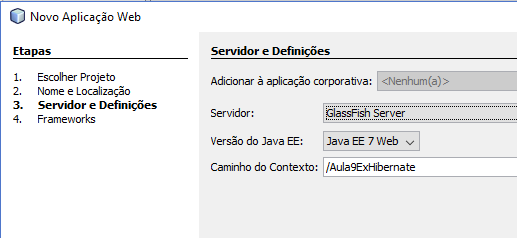 Novo Aplicação Web
Etapas
1. Escolher Projeto
2. Nome e Localização
3. Servidor e Definições
4. Frameworks
Servidor e Definições
Adicionar à aplicação corporativa: <Nenhum(a)>
Servidor: GlassFish Server
Versão do Java EE: Java EE 7 Web
Caminho do Contexto: /Aula9ExHibernate